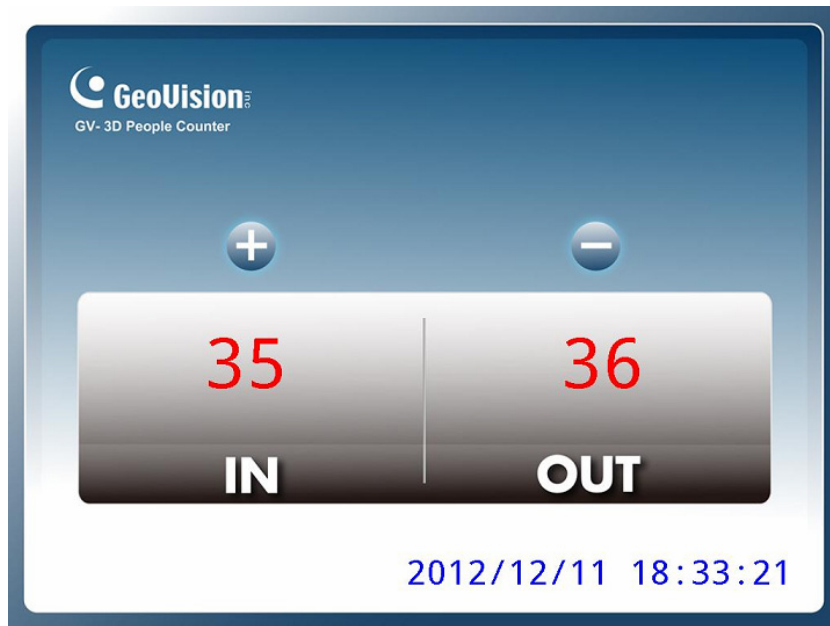 GeoVision inc
GV- 3D People Counter
35 36
IN OUT
2012/12/11 18:33:21